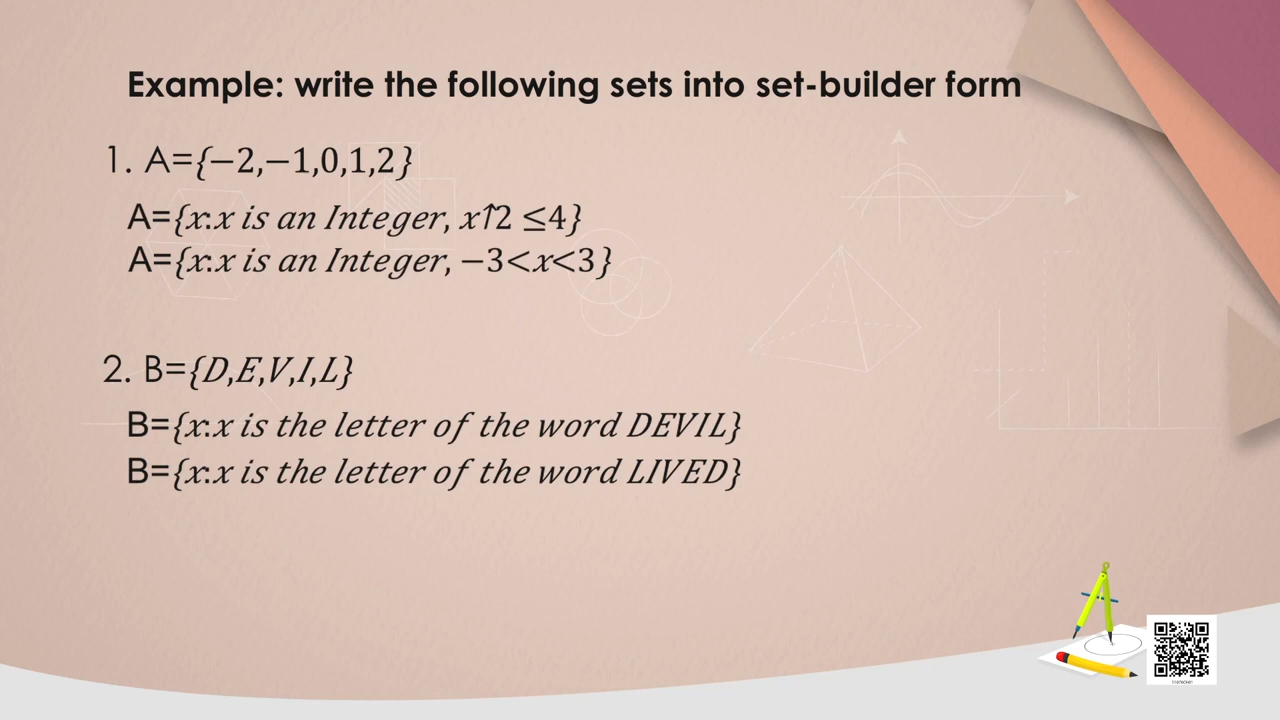 Example: write the following sets into set-builder form
1. A={−2,−1,0,1,2}
A={x:x is an Integer, x↑2 ≤4}
A={x:x is an Integer, −3<x<3}
2. B={D,E,V,I,L}
B={x:x is the letter of the word DEVIL}
B={x:x is the letter of the word LIVED}